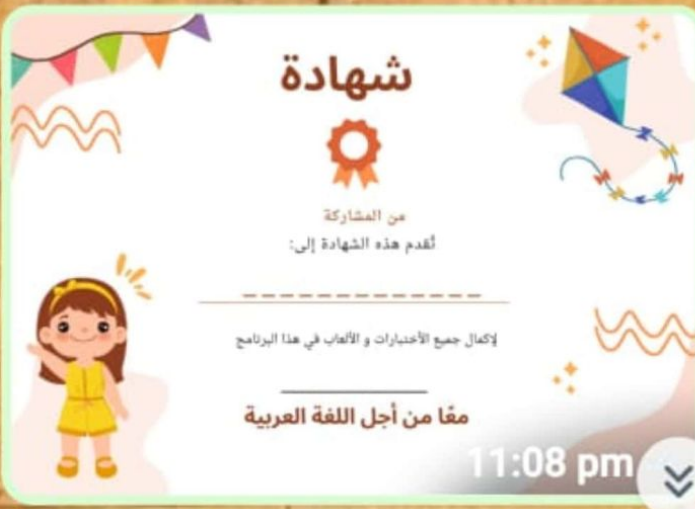 شهادة
من المشاركة
تُقدم هذه الشهادة إلى:
لإكمال جميع الأختبارات و الألعاب في هذا البرنامج
معًا من أجل اللغة العربية
11:08 pm